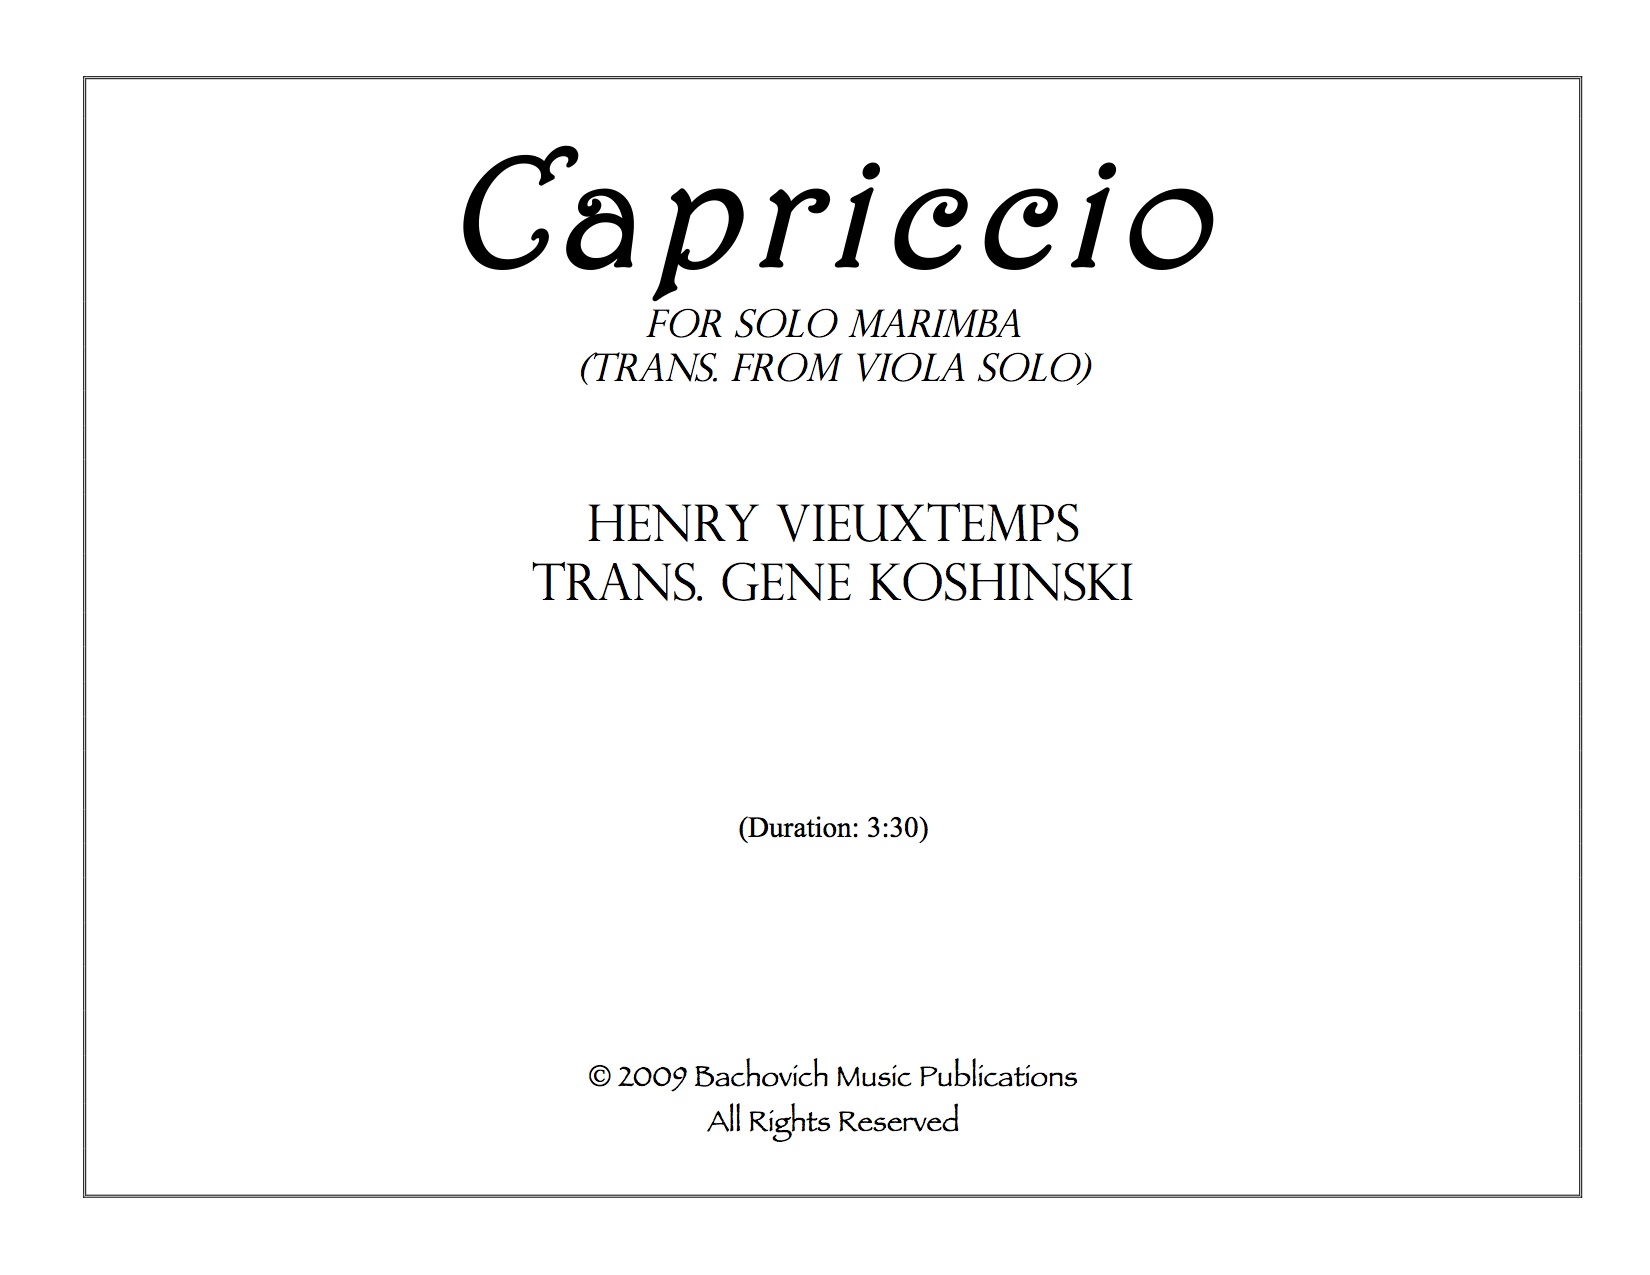 Capriccio
FOR SOLO MARIMBA
(TRANS. FROM VIOLA SOLO)
HENRY VIEUXTEMPS
TRANS. GENE KOSHINSKI
(Duration: 3:30)
© 2009 Bachovich Music Publications
All Rights Reserved